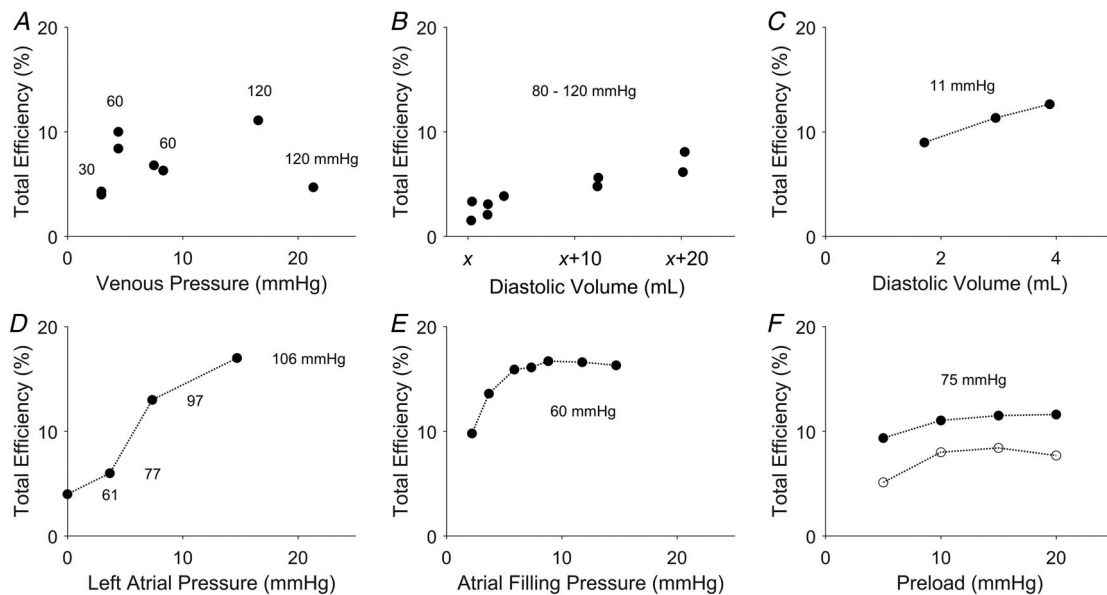 A
Total Efficiency (%)
20
10
0
0
10
20
Venous Pressure (mmHg)
30
60
60
120
120 mmHg
B
Total Efficiency (%)
20
10
0
x
x+10
x+20
Diastolic Volume (mL)
80 - 120 mmHg
C
Total Efficiency (%)
20
10
0
0
2
4
Diastolic Volume (mL)
11 mmHg
D
Total Efficiency (%)
20
10
0
0
10
20
Left Atrial Pressure (mmHg)
61
77
97
106 mmHg
E
Total Efficiency (%)
20
10
0
0
10
20
Atrial Filling Pressure (mmHg)
60 mmHg
F
Total Efficiency (%)
20
10
0
0
10
20
Preload (mmHg)
75 mmHg